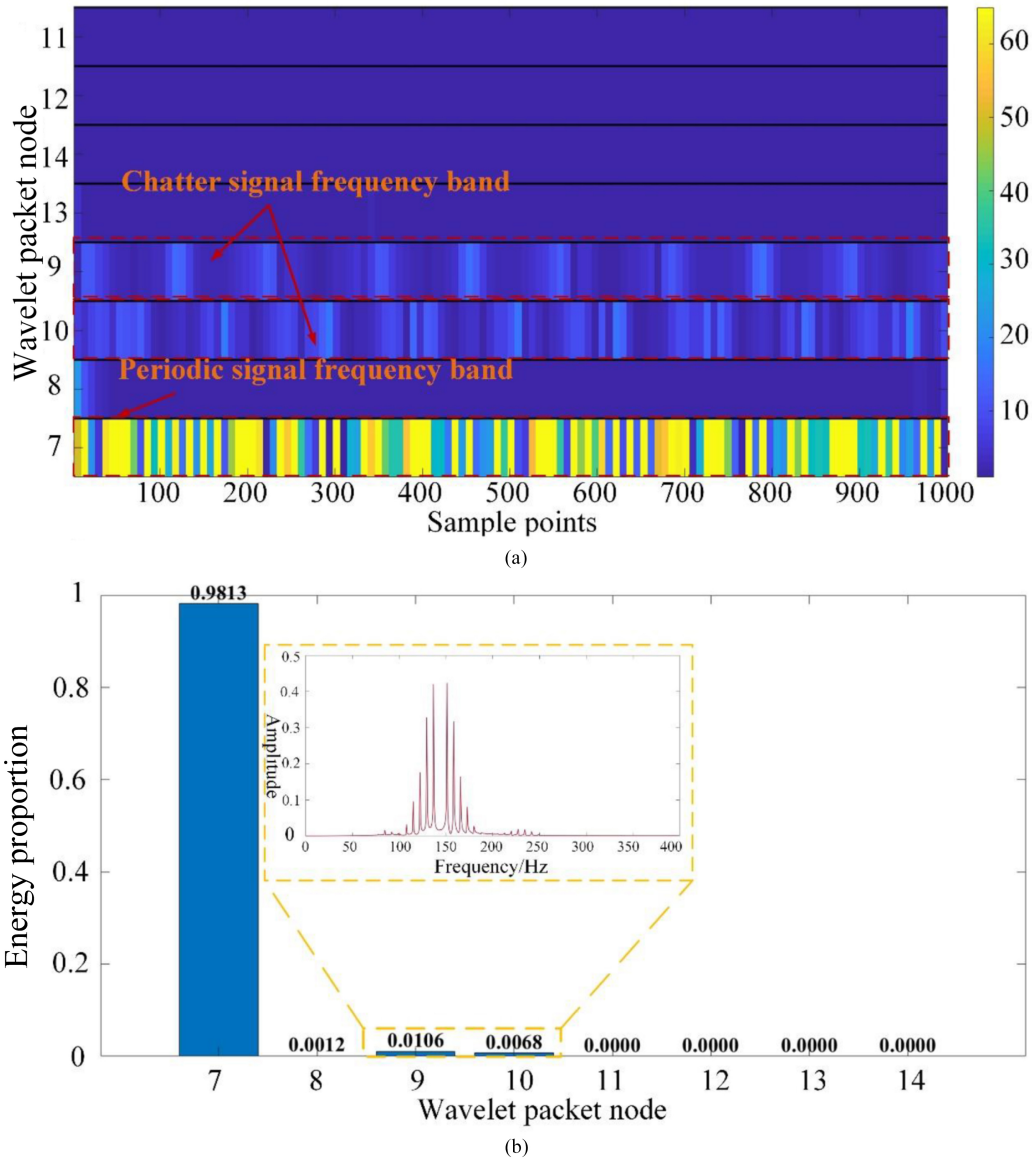 Wavelet packet node
11
12
14
13
9
10
8
7
Chatter signal frequency band
Periodic signal frequency band
100 200 300 400 500 600 700 800 900 1000
Sample points
60
50
40
30
20
10
(a)
Energy proportion
1
0.8
0.6
0.4
0.2
0
0.9813
0.0012
0.0106
0.0068
0.0000
0.0000
0.0000
0.0000
Amplitude
0.5
0.4
0.3
0.2
0.1
0
0 50 100 150 200 250 300 350 400
Frequency/Hz
7 8 9 10 11 12 13 14
Wavelet packet node
(b)